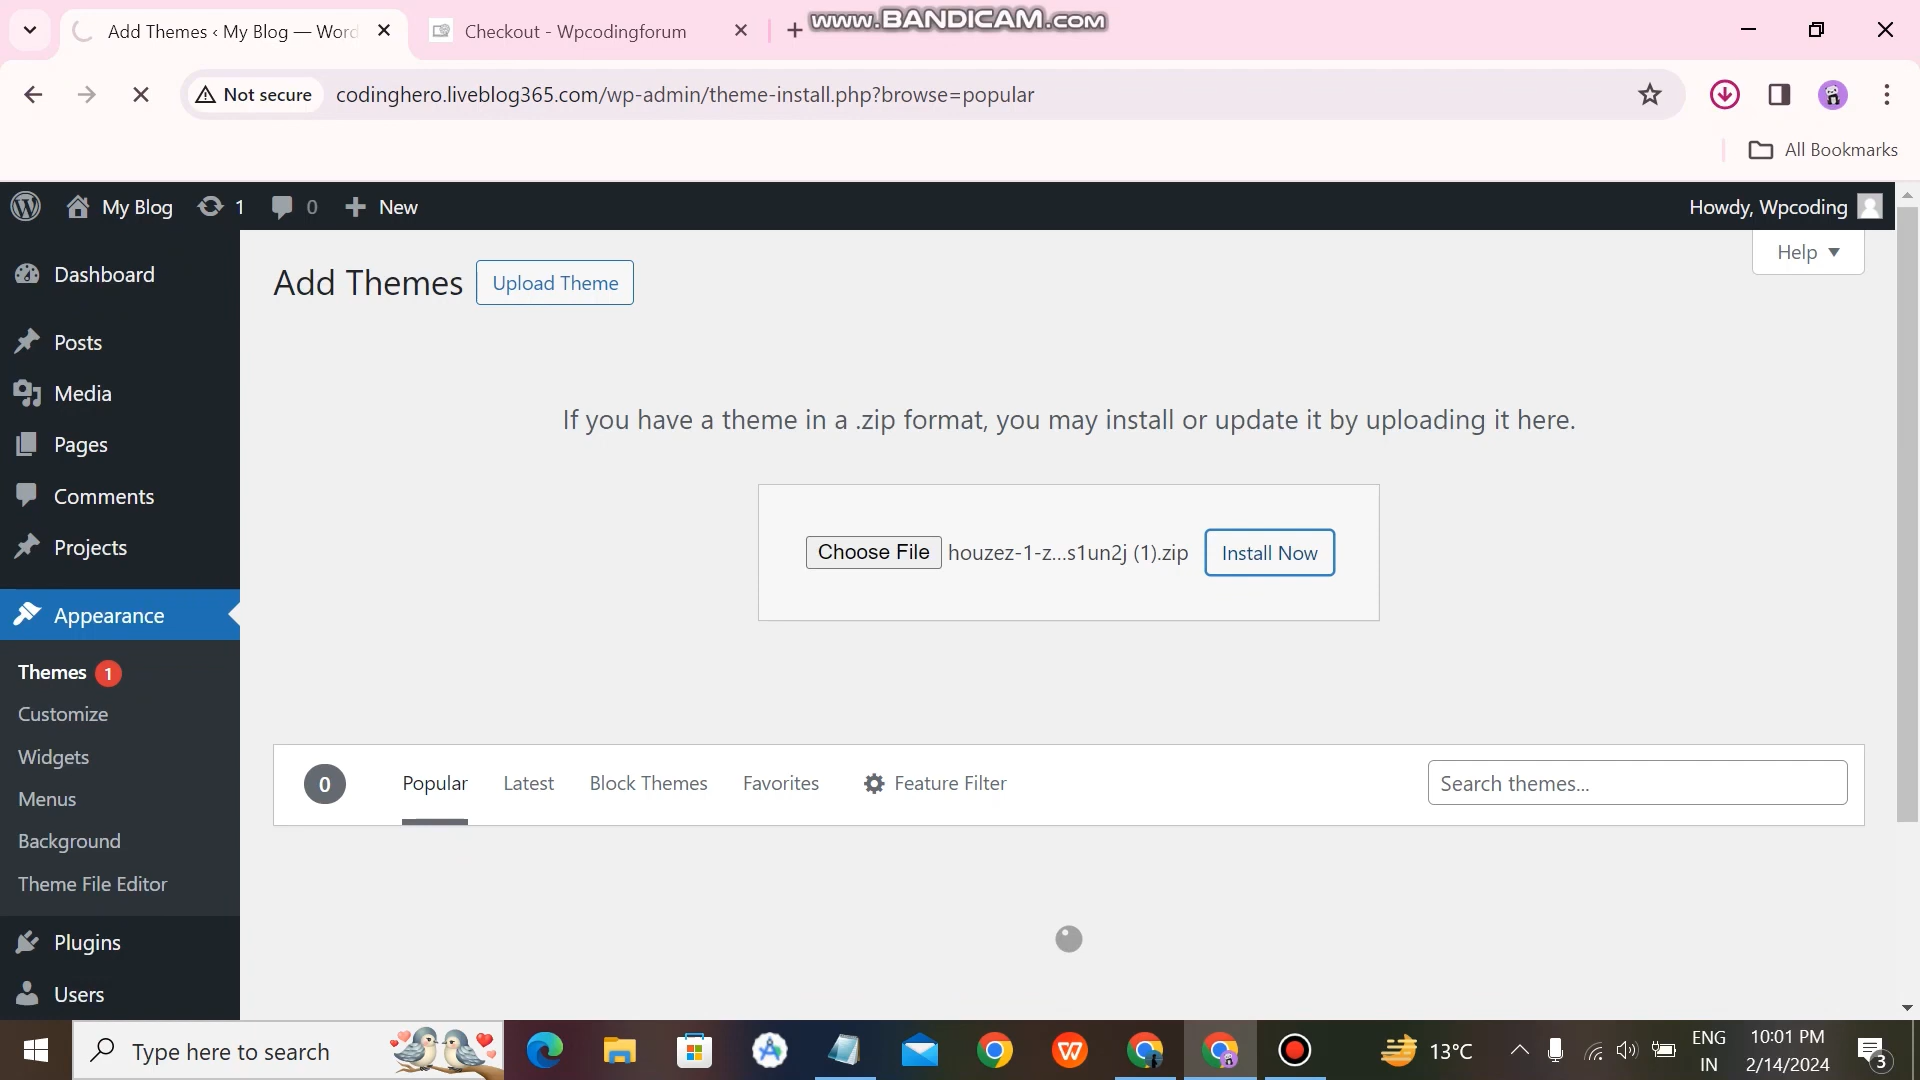 Add Themes ‹ My Blog — Word
Checkout - Wpcodingforum
www.BANDICAM.com
Not secure
codinghero.liveblog365.com/wp-admin/theme-install.php?browse=popular
All Bookmarks
My Blog
1
0
New
Howdy, Wpcoding
Help
Dashboard
Posts
Media
Pages
Comments
Projects
Appearance
Themes 1
Customize
Widgets
Menus
Background
Theme File Editor
Plugins
Users
Add Themes
Upload Theme
If you have a theme in a .zip format, you may install or update it by uploading it here.
Choose File houzez-1-z...s1un2j (1).zip
Install Now
0
Popular
Latest
Block Themes
Favorites
Feature Filter
Search themes...
Type here to search
13°C
ENG
IN
10:01 PM
2/14/2024
3